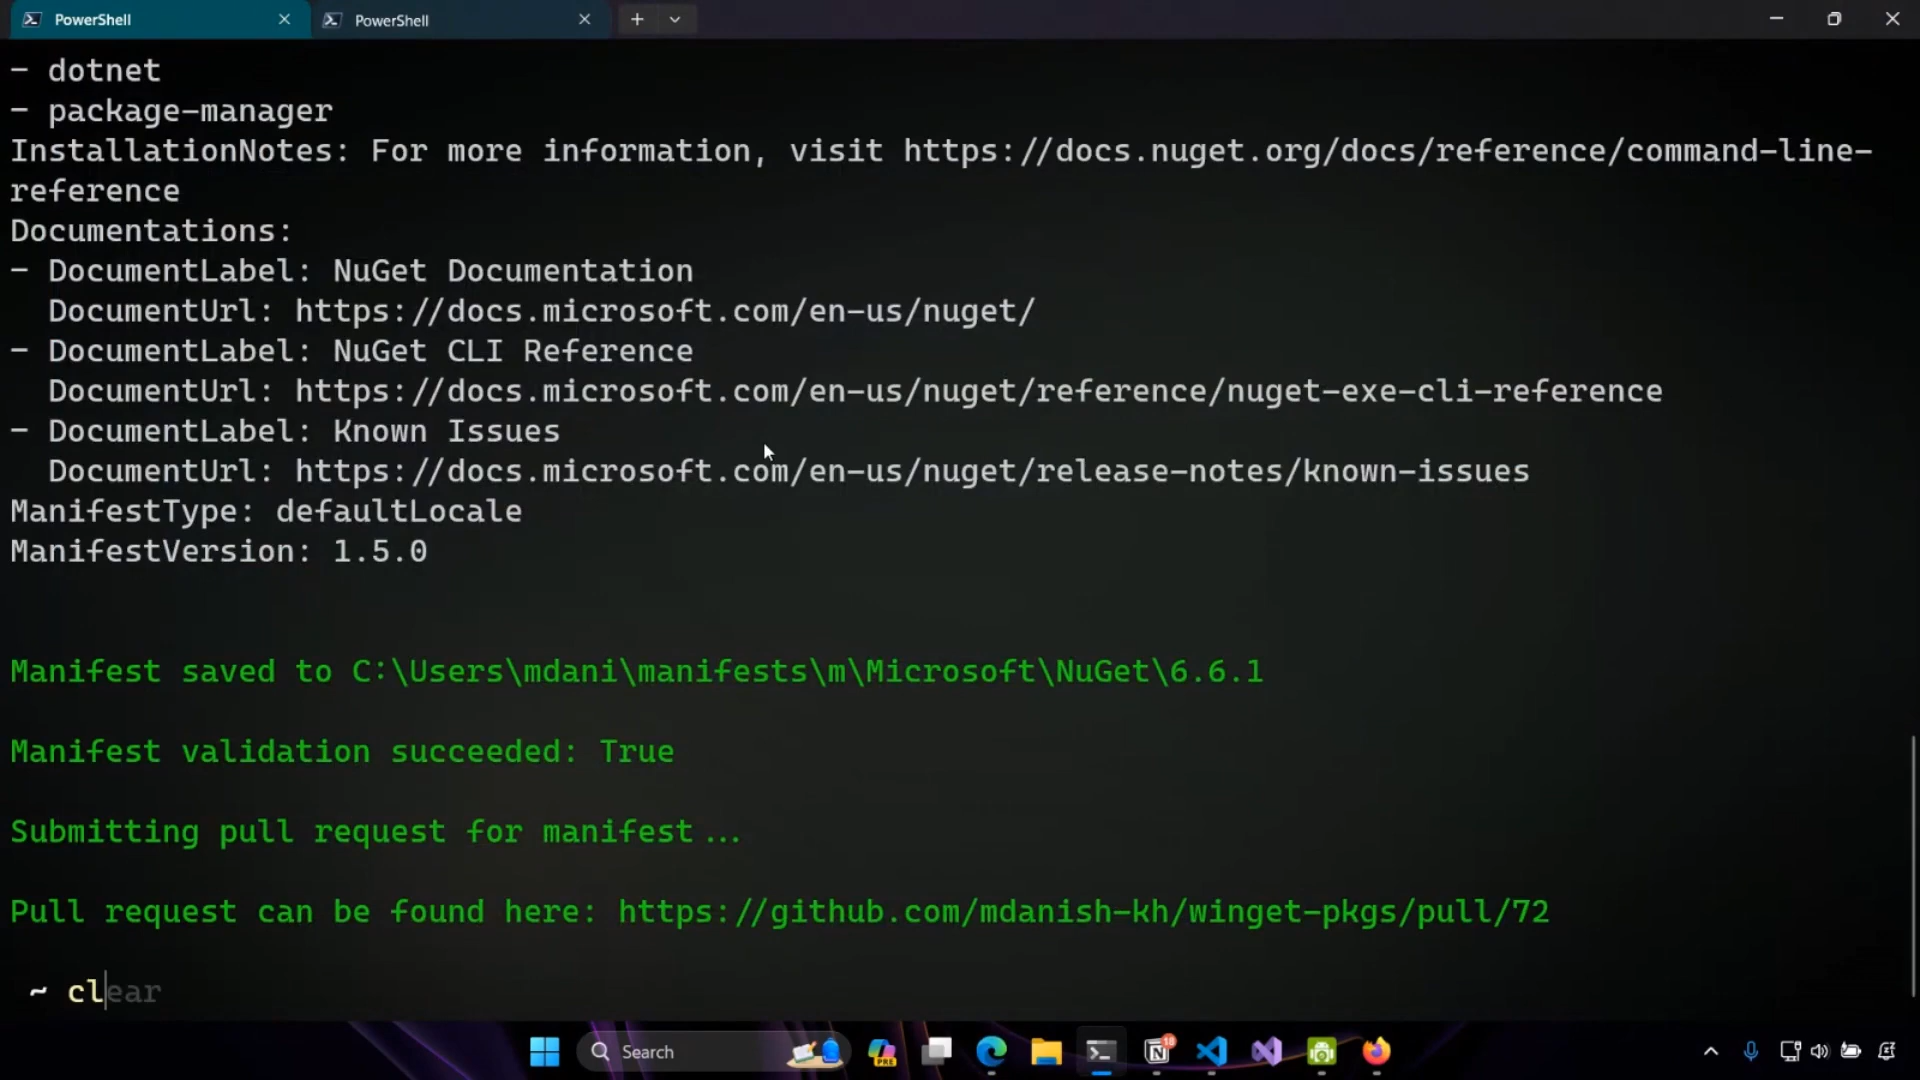 PowerShell
PowerShell
- dotnet
- package-manager
InstallationNotes: For more information, visit https://docs.nuget.org/docs/reference/command-line-
reference
Documentations:
- DocumentLabel: NuGet Documentation
DocumentUrl: https://docs.microsoft.com/en-us/nuget/
- DocumentLabel: NuGet CLI Reference
DocumentUrl: https://docs.microsoft.com/en-us/nuget/reference/nuget-exe-cli-reference
- DocumentLabel: Known Issues
DocumentUrl: https://docs.microsoft.com/en-us/nuget/release-notes/known-issues
ManifestType: defaultLocale
ManifestVersion: 1.5.0
Manifest saved to C:\Users\mdani\manifests\m\Microsoft\NuGet\6.6.1
Manifest validation succeeded: True
Submitting pull request for manifest...
Pull request can be found here: https://github.com/mdanish-kh/winget-pkgs/pull/72
~ clear
Search
PRE
18